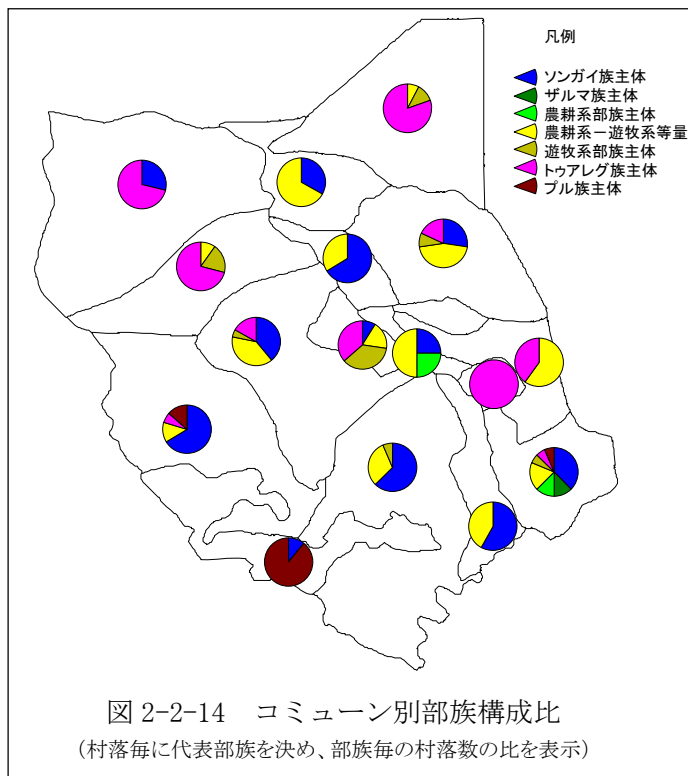 凡例
ソンガイ族主体
ザルマ族主体
農耕系部族主体
農耕系－遊牧系等量
遊牧系部族主体
トゥアレグ族主体
プル族主体
図 2-2-14　コミューン別部族構成比
（村落毎に代表部族を決め、部族毎の村落数の比を表示）